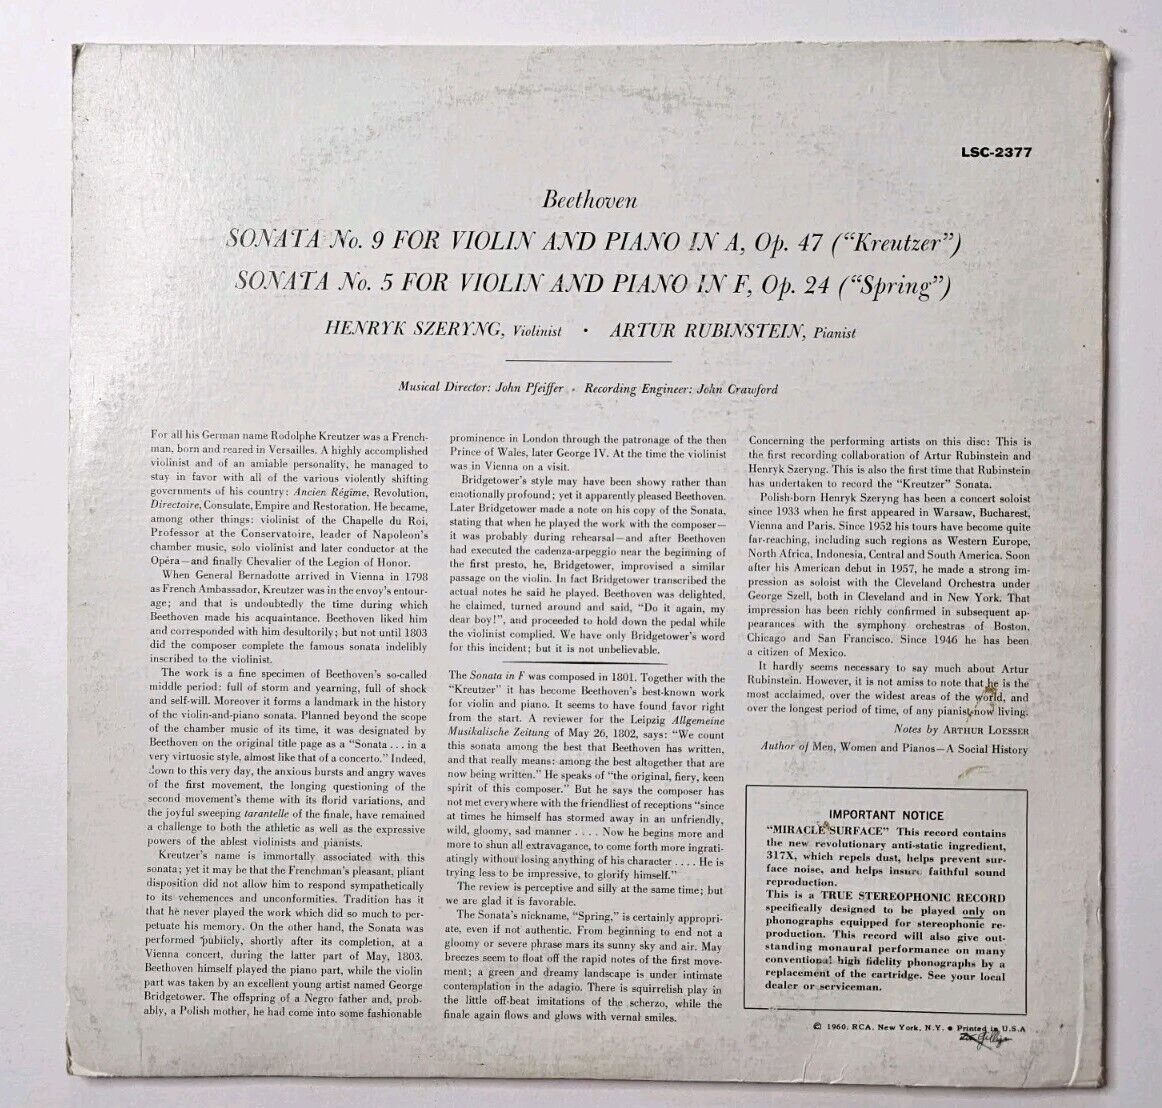 LSC-2377
Beethoven
SONATA No. 9 FOR VIOLIN AND PIANO IN A, Op. 47 (“Kreutzer”)
SONATA No. 5 FOR VIOLIN AND PIANO IN F, Op. 24 (“Spring”)
HENRYK SZERYNG, Violinist • ARTUR RUBINSTEIN, Pianist
Musical Director: John Pfeiffer • Recording Engineer: John Crawford
For all his German name Rodolphe Kreutzer was a French-
man, born and reared in Versailles. A highly accomplished
violinist and of an amiable personality, he managed to
stay in favor with all of the various violently shifting
governments of his country: Ancien Régime, Revolution,
Directoire, Consulate, Empire and Restoration. He became,
among other things: violinist of the Chapelle du Roi,
Professor at the Conservatoire, leader of Napoleon's
chamber music, solo violinist and later conductor at the
Opéra—and finally Chevalier of the Legion of Honor.
When General Bernadotte arrived in Vienna in 1798
as French Ambassador, Kreutzer was in the envoy's entour-
age; and that is undoubtedly the time during which
Beethoven made his acquaintance. Beethoven liked him
and corresponded with him desultorily; but not until 1803
did the composer complete the famous sonata indelibly
inscribed to the violinist.
The work is a fine specimen of Beethoven's so-called
middle period: full of storm and yearning, full of shock
and self-will. Moreover it forms a landmark in the history
of the violin-and-piano sonata. Planned beyond the scope
of the chamber music of its time, it was designated by
Beethoven on the original title page as a “Sonata . . . in a
very virtuosic style, almost like that of a concerto.” Indeed,
down to this very day, the anxious bursts and angry waves
of the first movement, the longing questioning of the
second movement's theme with its florid variations, and
the joyful sweeping tarantelle of the finale, have remained
a challenge to both the athletic as well as the expressive
powers of the ablest violinists and pianists.
Kreutzer's name is immortally associated with this
sonata; yet it may be that the Frenchman's pleasant, pliant
disposition did not allow him to respond sympathetically
to its vehemences and unconformities. Tradition has it
that he never played the work which did so much to per-
petuate his memory. On the other hand, the Sonata was
performed publicly, shortly after its completion, at a
Vienna concert, during the latter part of May, 1803.
Beethoven himself played the piano part, while the violin
part was taken by an excellent young artist named George
Bridgetower. The offspring of a Negro father and, prob-
ably, a Polish mother, he had come into some fashionable
prominence in London through the patronage of the then
Prince of Wales, later George IV. At the time the violinist
was in Vienna on a visit.
Bridgetower's style may have been showy rather than
emotionally profound; yet it apparently pleased Beethoven.
Later Bridgetower made a note on his copy of the Sonata,
stating that when he played the work with the composer—
it was probably during rehearsal—and after Beethoven
had executed the cadenza-arpeggio near the beginning of
the first presto, he, Bridgetower, improvised a similar
passage on the violin. In fact Bridgetower transcribed the
actual notes he said he played. Beethoven was delighted,
he claimed, turned around and said, “Do it again, my
dear boy!”, and proceeded to hold down the pedal while
the violinist complied. We have only Bridgetower's word
for this incident; but it is not unbelievable.
The Sonata in F was composed in 1801. Together with the
“Kreutzer” it has become Beethoven's best-known work
for violin and piano. It seems to have found favor right
from the start. A reviewer for the Leipzig Allgemeine
Musikalische Zeitung of May 26, 1802, says: “We count
this sonata among the best that Beethoven has written,
and that really means: among the best altogether that are
now being written.” He speaks of “the original, fiery, keen
spirit of this composer.” But he says the composer has
not met everywhere with the friendliest of receptions “since
at times he himself has stormed away in an unfriendly,
wild, gloomy, sad manner . . . . Now he begins more and
more to shun all extravagance, to come forth more ingrati-
atingly without losing anything of his character . . . . He is
trying less to be impressive, to glorify himself.”
The review is perceptive and silly at the same time; but
we are glad it is favorable.
The Sonata's nickname, “Spring,” is certainly appropri-
ate, even if not authentic. From beginning to end not a
gloomy or severe phrase mars its sunny sky and air. May
breezes seem to float off the rapid notes of the first move-
ment; a green and dreamy landscape is under intimate
contemplation in the adagio. There is squirrelish play in
the little off-beat imitations of the scherzo, while the
finale again flows and glows with vernal smiles.
Concerning the performing artists on this disc: This is
the first recording collaboration of Artur Rubinstein and
Henryk Szeryng. This is also the first time that Rubinstein
has undertaken to record the “Kreutzer” Sonata.
Polish-born Henryk Szeryng has been a concert soloist
since 1933 when he first appeared in Warsaw, Bucharest,
Vienna and Paris. Since 1952 his tours have become quite
far-reaching, including such regions as Western Europe,
North Africa, Indonesia, Central and South America. Soon
after his American debut in 1957, he made a strong im-
pression as soloist with the Cleveland Orchestra under
George Szell, both in Cleveland and in New York. That
impression has been richly confirmed in subsequent ap-
pearances with the symphony orchestras of Boston,
Chicago and San Francisco. Since 1946 he has been
a citizen of Mexico.
It hardly seems necessary to say much about Artur
Rubinstein. However, it is not amiss to note that he is the
most acclaimed, over the widest areas of the world, and
over the longest period of time, of any pianist now living.
Notes by ARTHUR LOESSER
Author of Men, Women and Pianos—A Social History
IMPORTANT NOTICE
“MIRACLE SURFACE” This record contains
the new revolutionary anti-static ingredient,
317X, which repels dust, helps prevent sur-
face noise, and helps insure faithful sound
reproduction.
This is a TRUE STEREOPHONIC RECORD
specifically designed to be played only on
phonographs equipped for stereophonic re-
production. This record will also give out-
standing monaural performance on many
conventional high fidelity phonographs by a
replacement of the cartridge. See your local
dealer or serviceman.
© 1960, RCA, New York, N.Y. • Printed in U.S.A